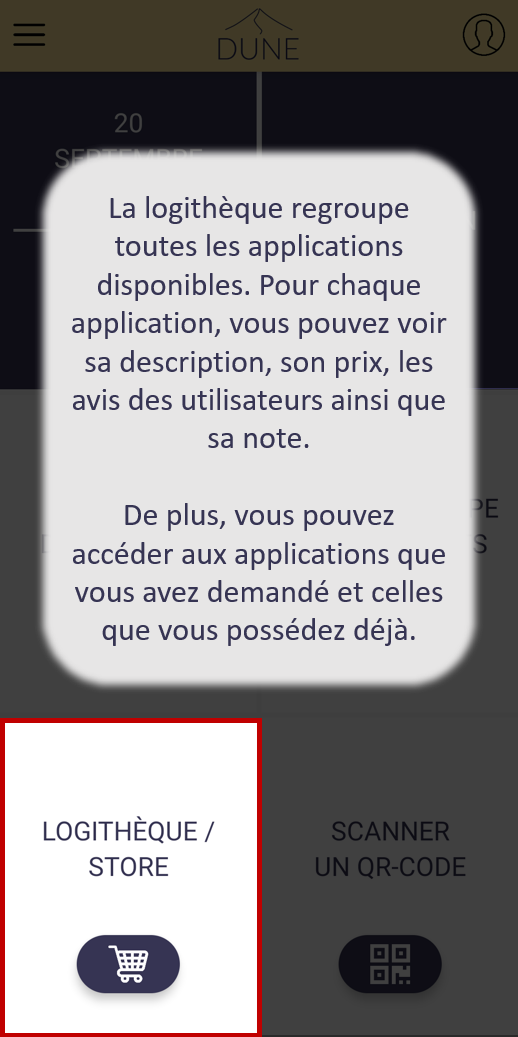 DUNE
20
SEPTEMBRE
La logithèque regroupe
toutes les applications
disponibles. Pour chaque
application, vous pouvez voir
sa description, son prix, les
avis des utilisateurs ainsi que
sa note.
De plus, vous pouvez
accéder aux applications que
vous avez demandé et celles
que vous possédez déjà.
LOGITHÈQUE /
STORE
SCANNER
UN QR-CODE